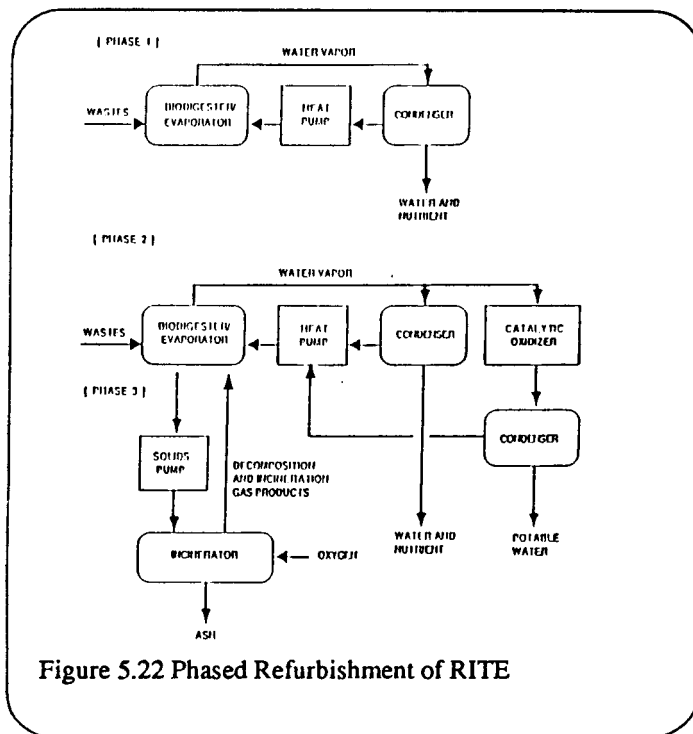 [ PHASE 1 ]
WATER VAPOR
WASTES
BIODIGESTER/
EVAPORATOR
HEAT
PUMP
CONDENSER
WATER AND
NUTRIENT
[ PHASE 2 ]
WATER VAPOR
WASTES
BIODIGESTER/
EVAPORATOR
HEAT
PUMP
CONDENSER
CATALYTIC
OXIDIZER
[ PHASE 3 ]
CONDENSER
SOLIDS
PUMP
DECOMPOSITION
AND INCINERATION
GAS PRODUCTS
INCINERATOR
OXYGEN
WATER AND
NUTRIENT
POTABLE
WATER
ASH
Figure 5.22 Phased Refurbishment of RITE